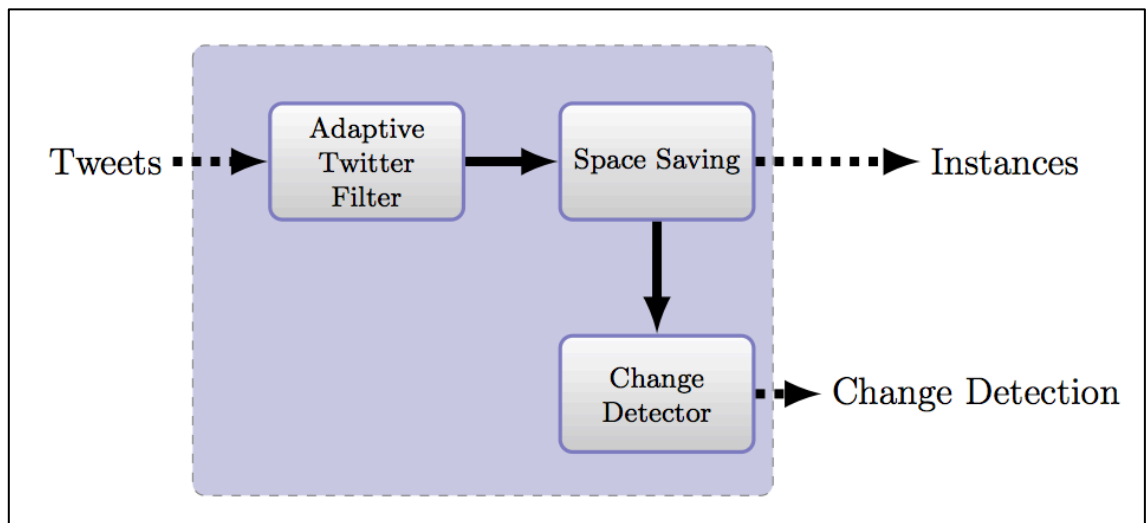 Tweets
Adaptive
Twitter
Filter
Space Saving
Instances
Change
Detector
Change Detection